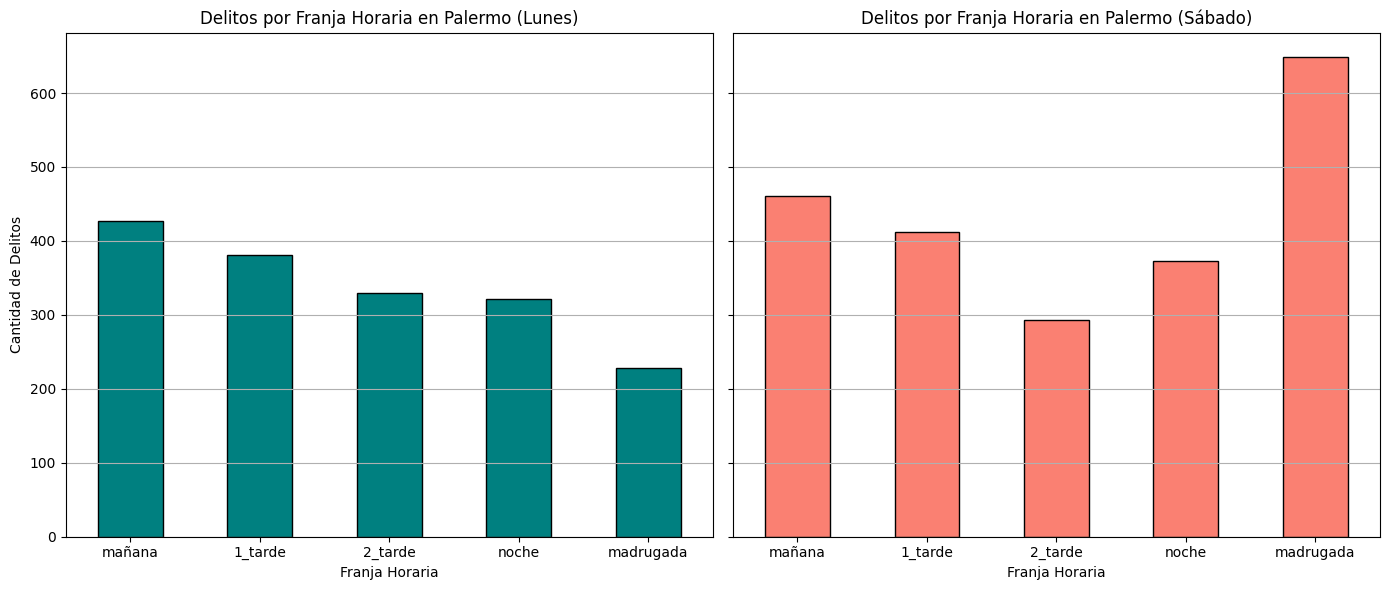 Delitos por Franja Horaria en Palermo (Lunes)
Cantidad de Delitos
600
500
400
300
200
100
0
mañana 1_tarde 2_tarde noche madrugada
Franja Horaria
Delitos por Franja Horaria en Palermo (Sábado)
mañana 1_tarde 2_tarde noche madrugada
Franja Horaria